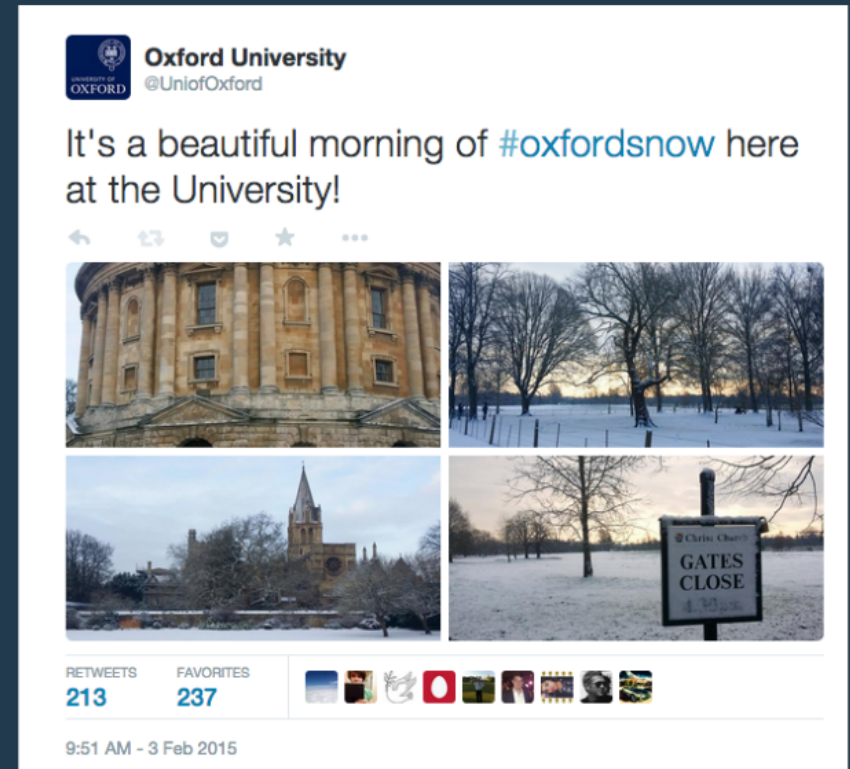 UNIVERSITY OF
OXFORD
Oxford University
@UniofOxford
It's a beautiful morning of #oxfordsnow here
at the University!
Christ Church
GATES
CLOSE
RETWEETS FAVORITES
213 237
9:51 AM - 3 Feb 2015